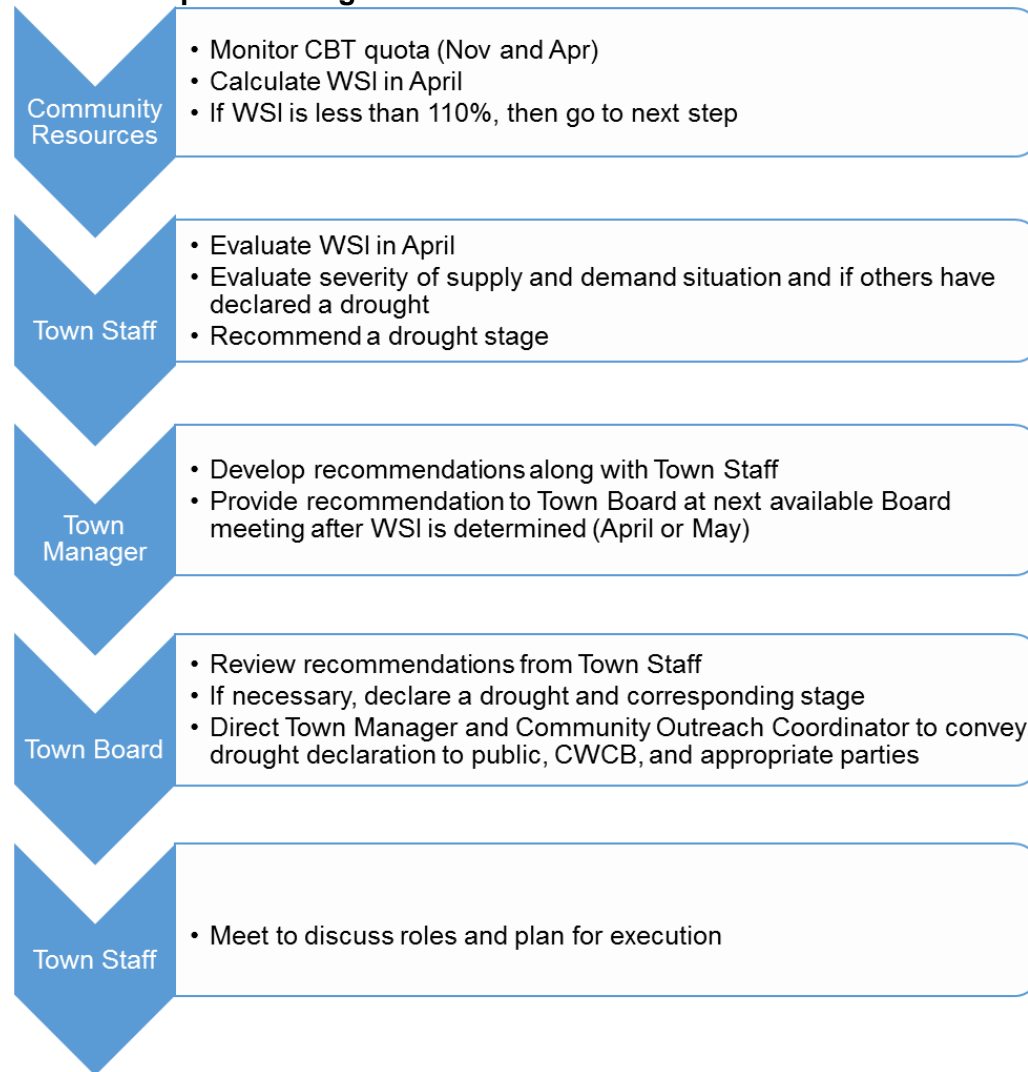 Community
Resources
• Monitor CBT quota (Nov and Apr)
• Calculate WSI in April
• If WSI is less than 110%, then go to next step
Town Staff
• Evaluate WSI in April
• Evaluate severity of supply and demand situation and if others have
declared a drought
• Recommend a drought stage
Town
Manager
• Develop recommendations along with Town Staff
• Provide recommendation to Town Board at next available Board
meeting after WSI is determined (April or May)
Town Board
• Review recommendations from Town Staff
• If necessary, declare a drought and corresponding stage
• Direct Town Manager and Community Outreach Coordinator to convey
drought declaration to public, CWCB, and appropriate parties
Town Staff
• Meet to discuss roles and plan for execution